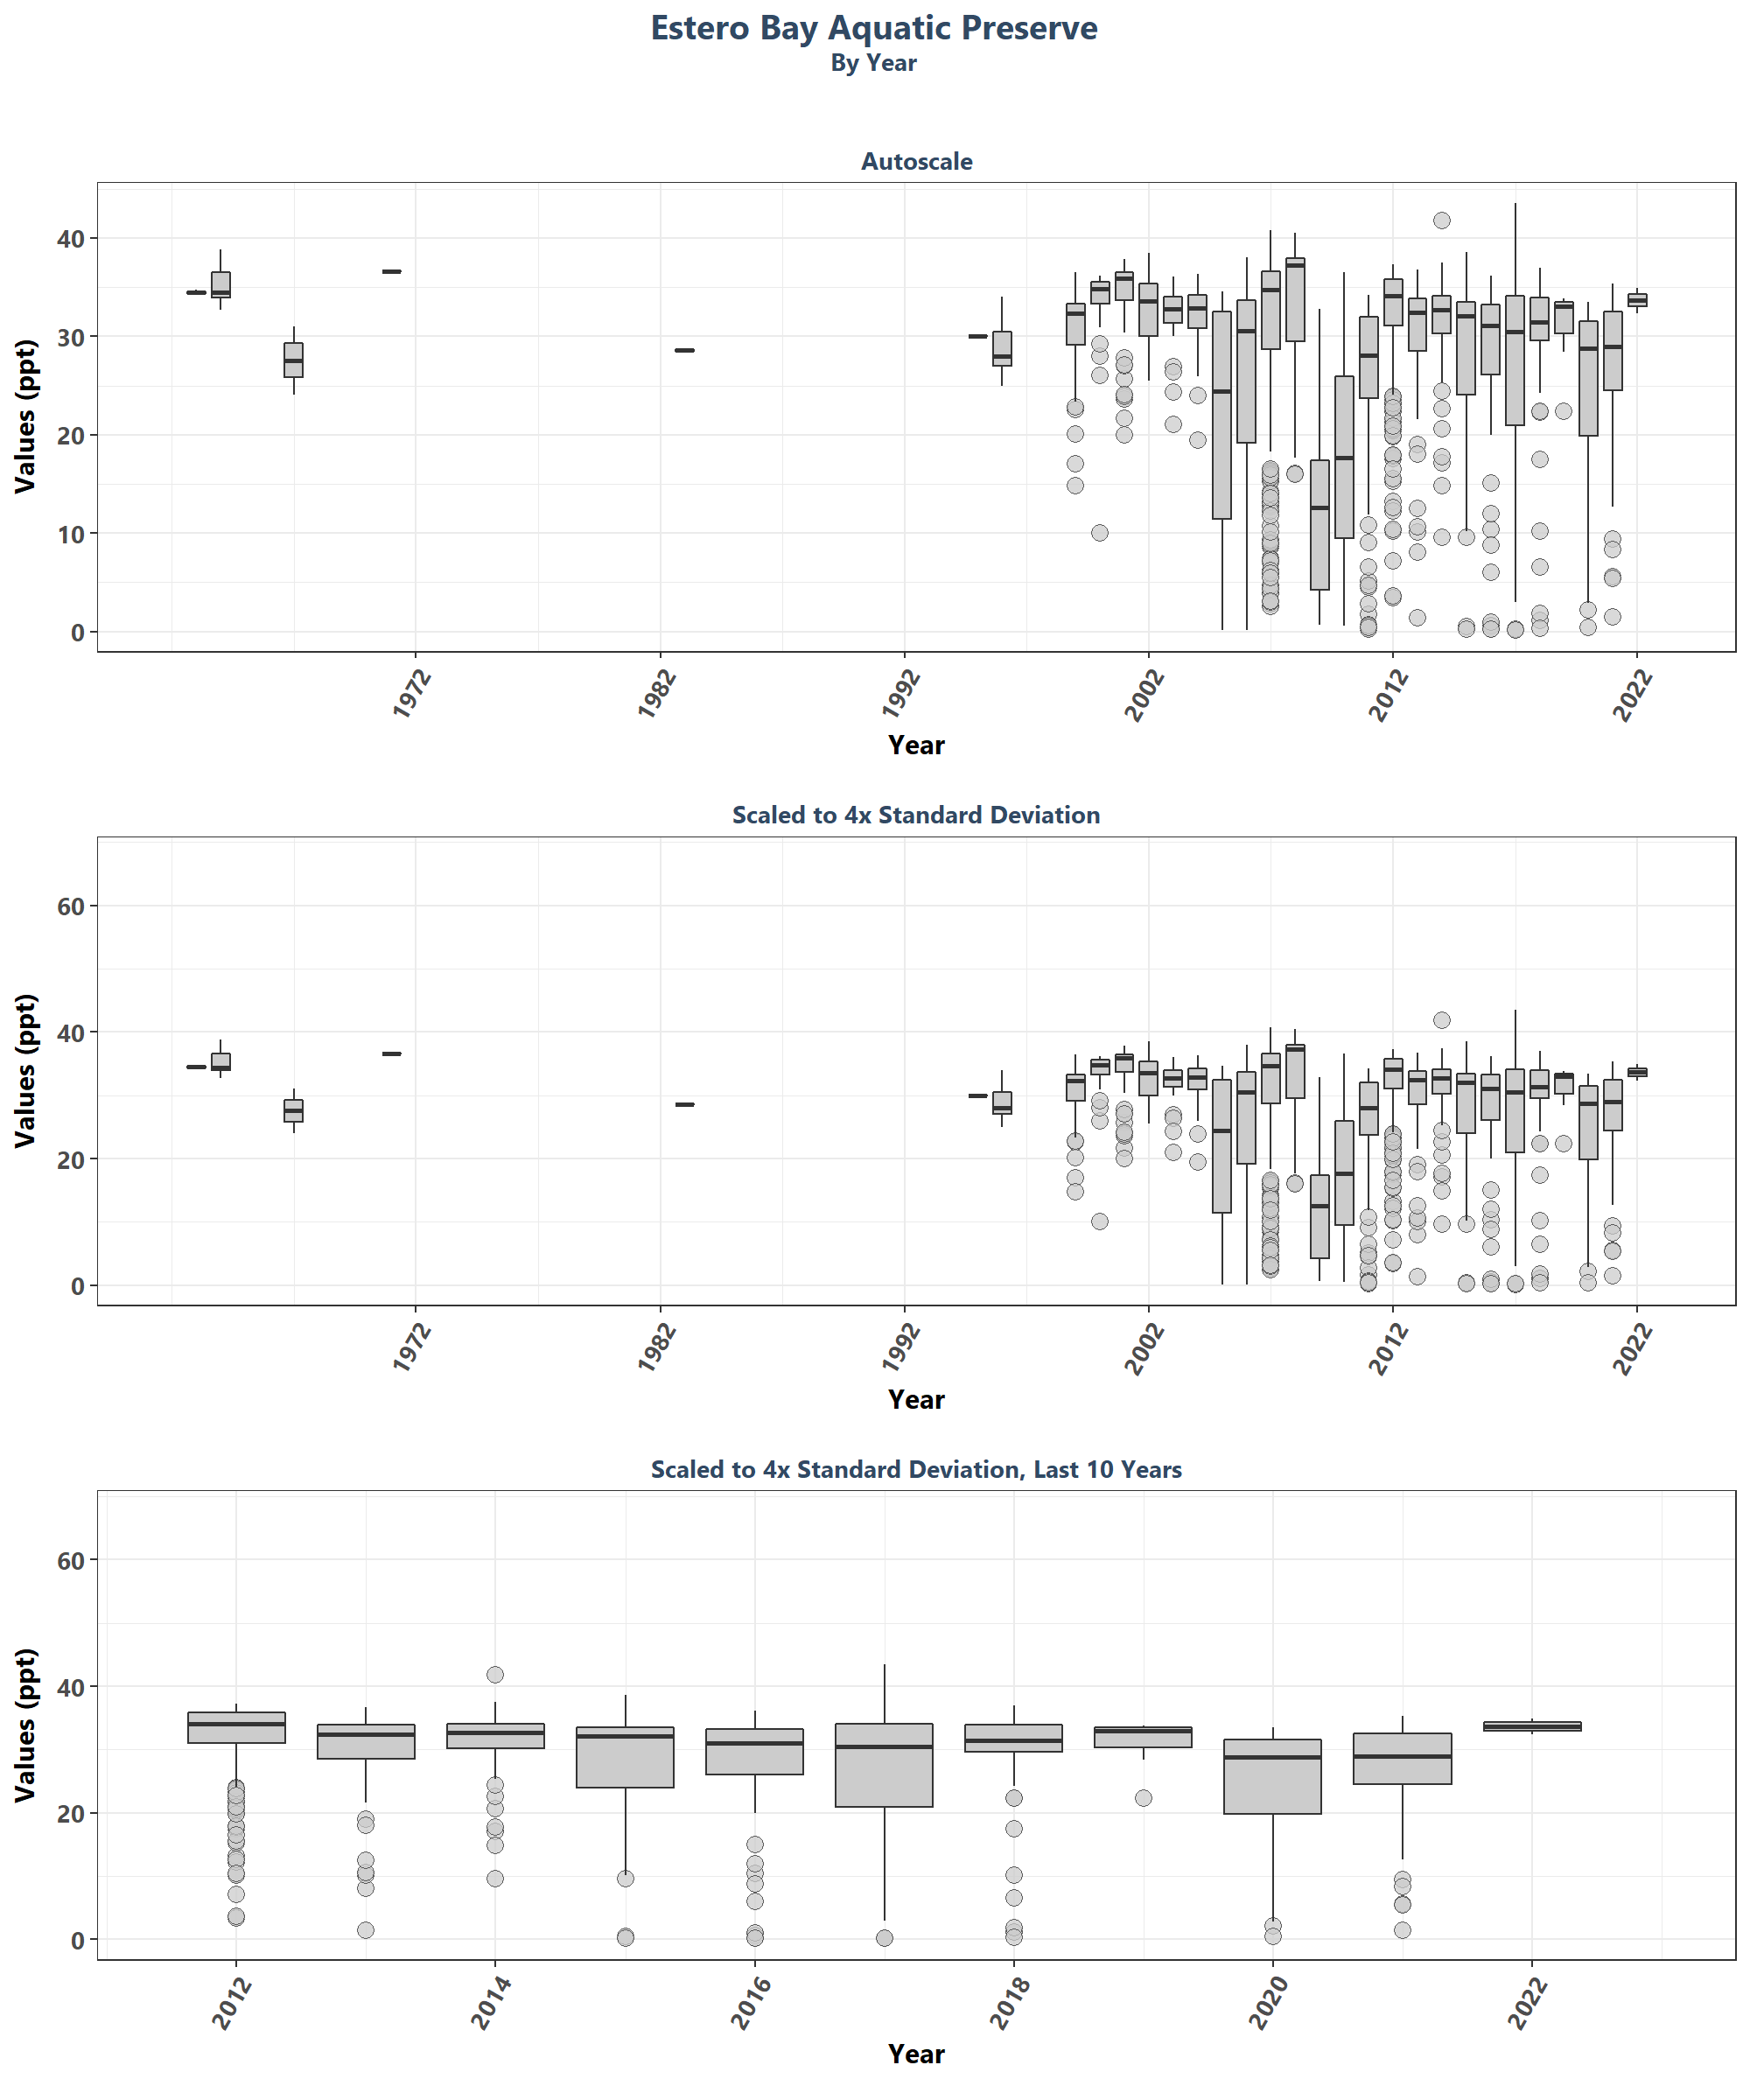 Estero Bay Aquatic Preserve
By Year
Autoscale
Values (ppt)
40
30
20
10
0
1972
1982
1992
2002
2012
2022
Year
Scaled to 4x Standard Deviation
Values (ppt)
60
40
20
0
1972
1982
1992
2002
2012
2022
Year
Scaled to 4x Standard Deviation, Last 10 Years
Values (ppt)
60
40
20
0
2012
2014
2016
2018
2020
2022
Year